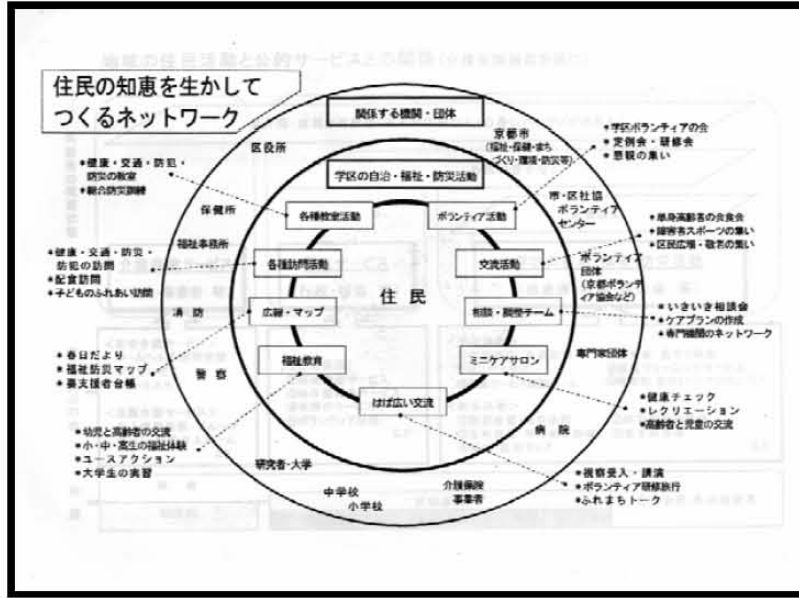 住民の知恵を生かして
つくるネットワーク
関係する機関・団体
学区の自治・福祉・防災活動
住 民
各種教室活動
ボランティア活動
各種訪問活動
交流活動
広報・マップ
相談・調整チーム
福祉教育
ミニケアサロン
はば広い交流
区役所
保健所
福祉事務所
消 防
警 察
研究者・大学
中学校
小学校
介護保険
事業者
病 院
専門家団体
ボランティア
団体
(京都ボランテ
ィア協会など)
市・区社協
ボランティア
センター
京都市
(福祉・保健・まち
づくり・環境・防災等)
*健康・交通・防犯・
防災の教室
*総合防災訓練
*健康・交通・防災・
防犯の訪問
*配食訪問
*子どものふれあい訪問
*春日だより
*福祉防災マップ
*要支援者台帳
*幼児と高齢者の交流
*小・中・高生の福祉体験
*ユースアクション
*大学生の実習
*学区ボランティアの会
*定例会・研修会
*懇親の集い
*単身高齢者の会食会
*障害者スポーツの集い
*区民広場・敬老の集い
*いきいき相談会
*ケアプランの作成
*専門機関のネットワーク
*健康チェック
*レクリエーション
*高齢者と児童の交流
*視察受入・講演
*ボランティア研修旅行
*ふれまちトーク